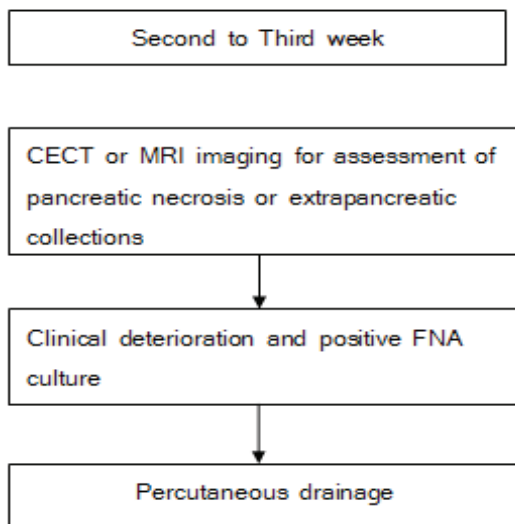 Second to Third week
CECT or MRI imaging for assessment of
pancreatic necrosis or extrapancreatic
collections
Clinical deterioration and positive FNA
culture
Percutaneous drainage